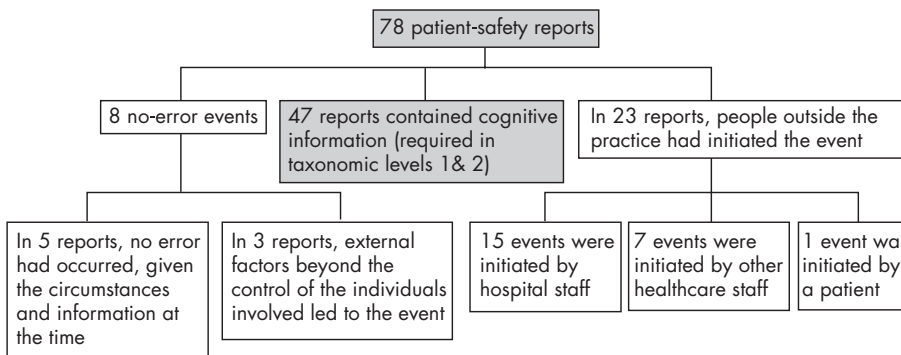 78 patient-safety reports
8 no-error events
47 reports contained cognitive
information (required in
taxonomic levels 1& 2)
In 23 reports, people outside the
practice had initiated the event
In 5 reports, no error
had occurred, given
the circumstances
and information at
the time
In 3 reports, external
factors beyond the
control of the individuals
involved led to the event
15 events were
initiated by
hospital staff
7 events were
initiated by other
healthcare staff
1 event was
initiated by
a patient